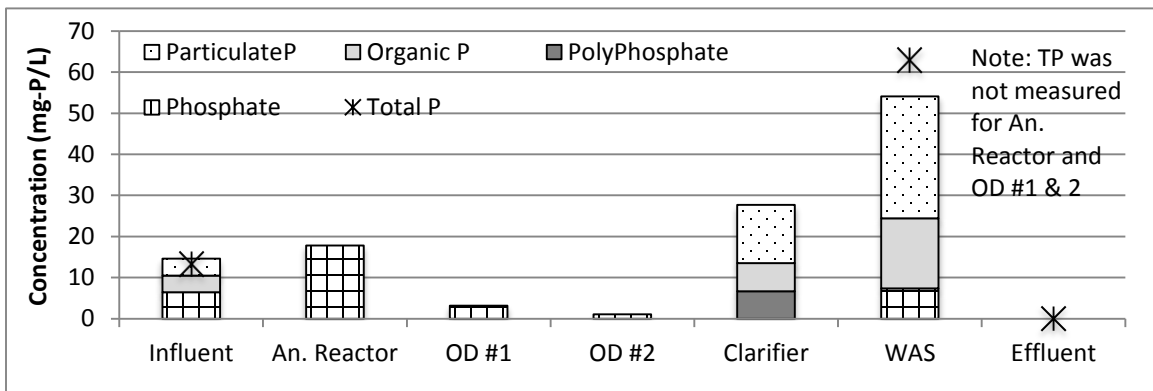 70
60
50
40
30
20
10
0
Concentration (mg-P/L)
ParticulateP Organic P PolyPhosphate
Phosphate Total P
Note: TP was
not measured
for An.
Reactor and
OD #1 & 2
Influent An. Reactor OD #1 OD #2 Clarifier WAS Effluent